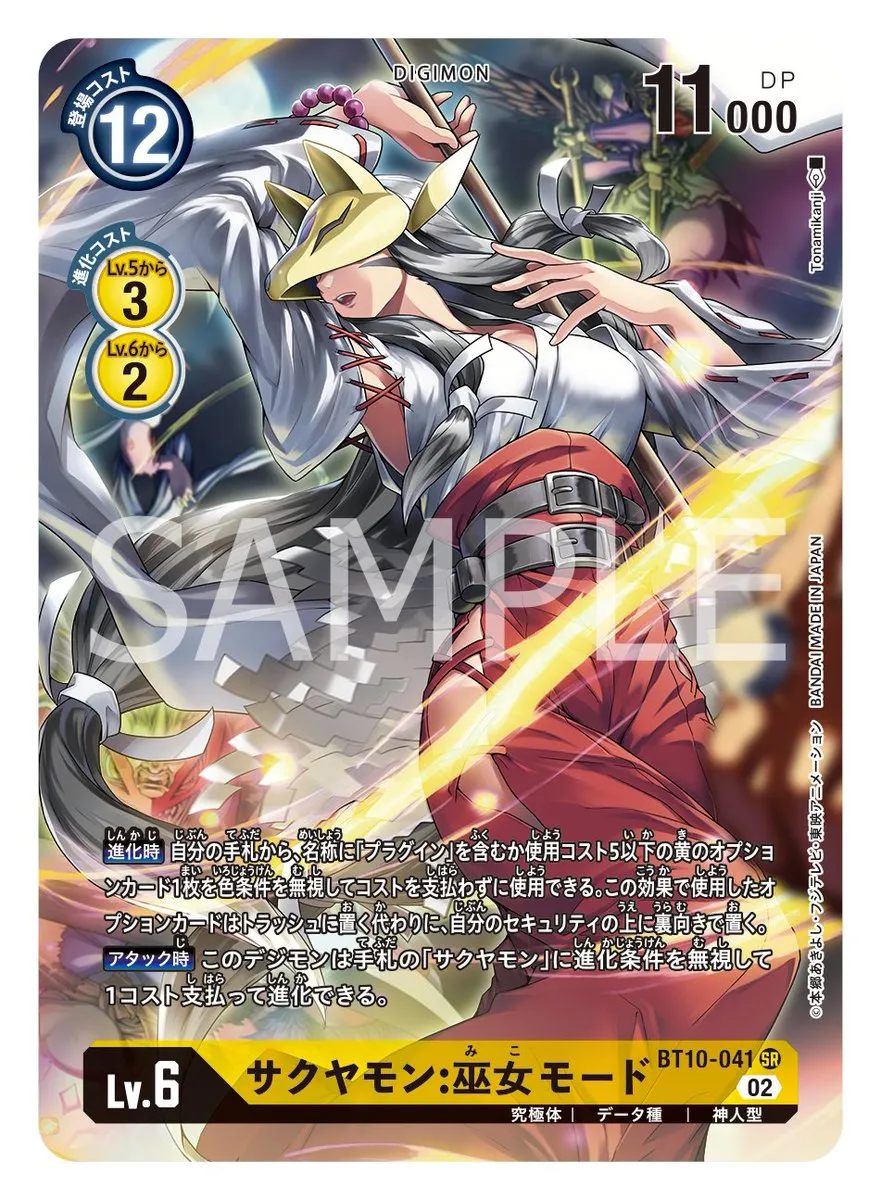 DIGIMON
登場コスト
12
11000
DP
Tonamikanji
進化コスト
Lv.5から
3
Lv.6から
2
SAMPLE
進化時 自分の手札から、名称に「プラグイン」を含むか使用コスト5以下の黄のオプショ
ンカード1枚を色条件を無視してコストを支払わずに使用できる。この効果で使用したオ
プションカードはトラッシュに置く代わりに、自分のセキュリティの上に裏向きで置く。
アタック時 このデジモンは手札の「サクヤモン」に進化条件を無視して
1コスト支払って進化できる。
©本郷あきよし・フジテレビ・東映アニメーション BANDAI MADE IN JAPAN
Lv.6
サクヤモン:巫女モード
みこ
BT10-041 SR
02
究極体 | データ種 | 神人型